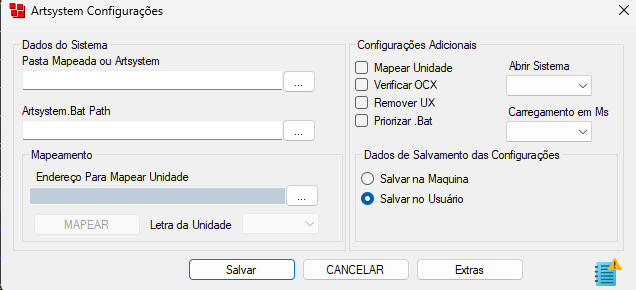 Artsystem Configurações
Dados do Sistema
Pasta Mapeada ou Artsystem
...
Artsystem.Bat Path
...
Mapeamento
Endereço Para Mapear Unidade
...
MAPEAR
Letra da Unidade
Configurações Adicionais
Mapear Unidade
Verificar OCX
Remover UX
Priorizar .Bat
Abrir Sistema
Carregamento em Ms
Dados de Salvamento das Configurações
Salvar na Maquina
Salvar no Usuário
Salvar
CANCELAR
Extras